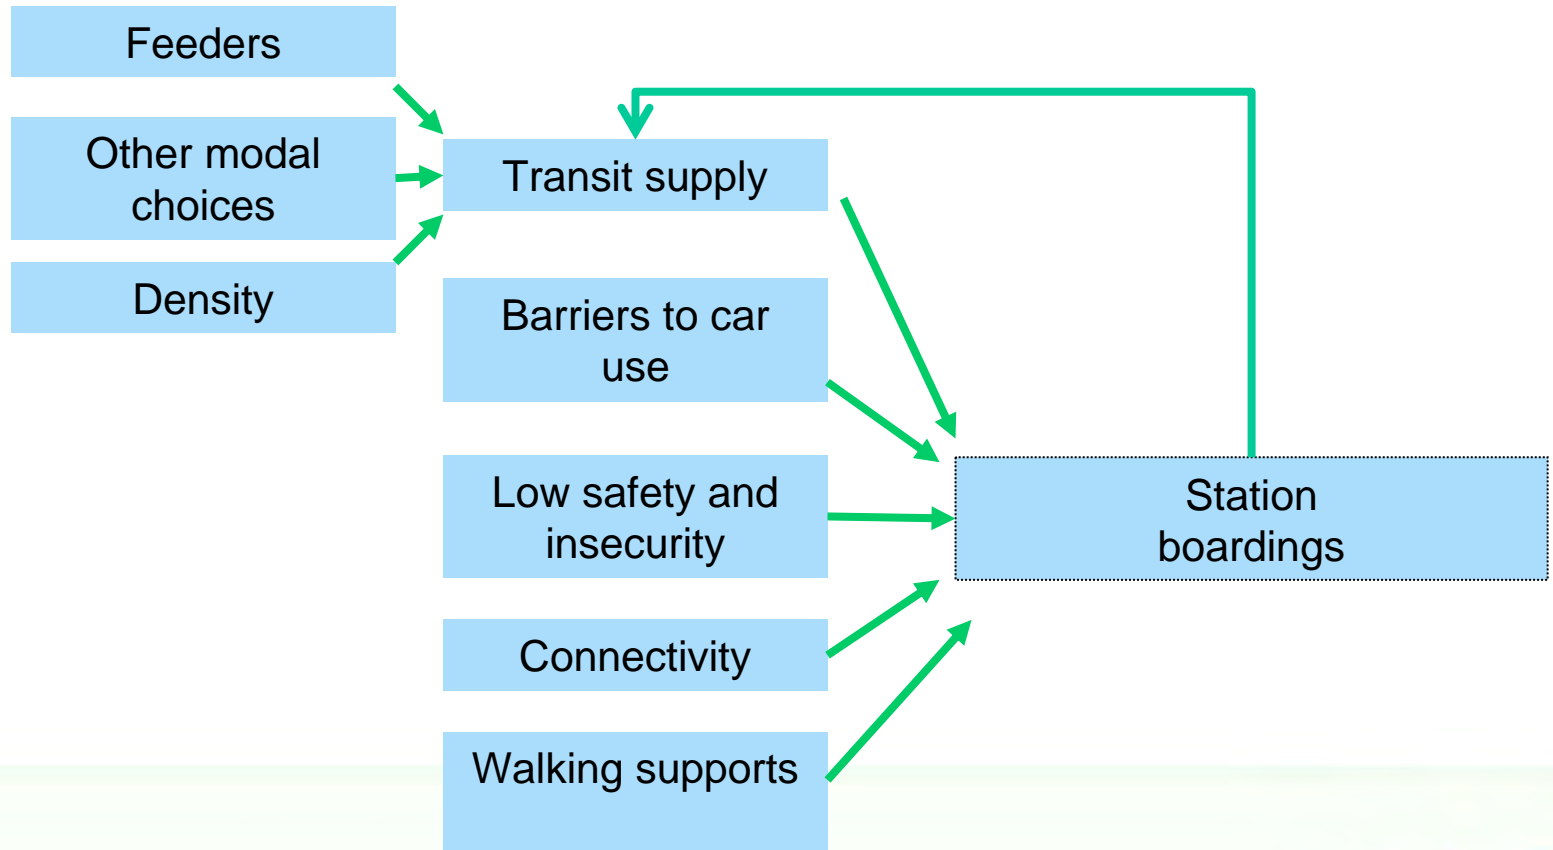 Feeders
Other modal
choices
Density
Transit supply
Barriers to car
use
Low safety and
insecurity
Connectivity
Walking supports
Station
boardings